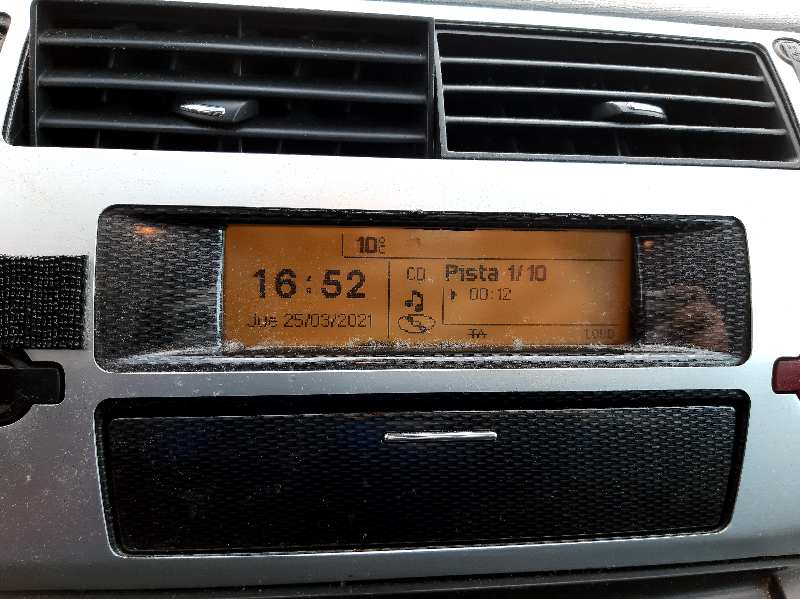 10°C
16:52
Jue 25/03/2021
CD
Pista 1/10
00:12
TA
LOUD